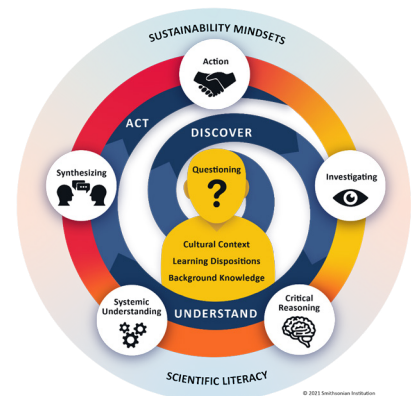 SUSTAINABILITY MINDSETS
Action
ACT
DISCOVER
Questioning
?
Synthesizing
Investigating
Cultural Context
Learning Dispositions
Background Knowledge
Systemic
Understanding
Critical
Reasoning
UNDERSTAND
SCIENTIFIC LITERACY
© 2021 Smithsonian Institution